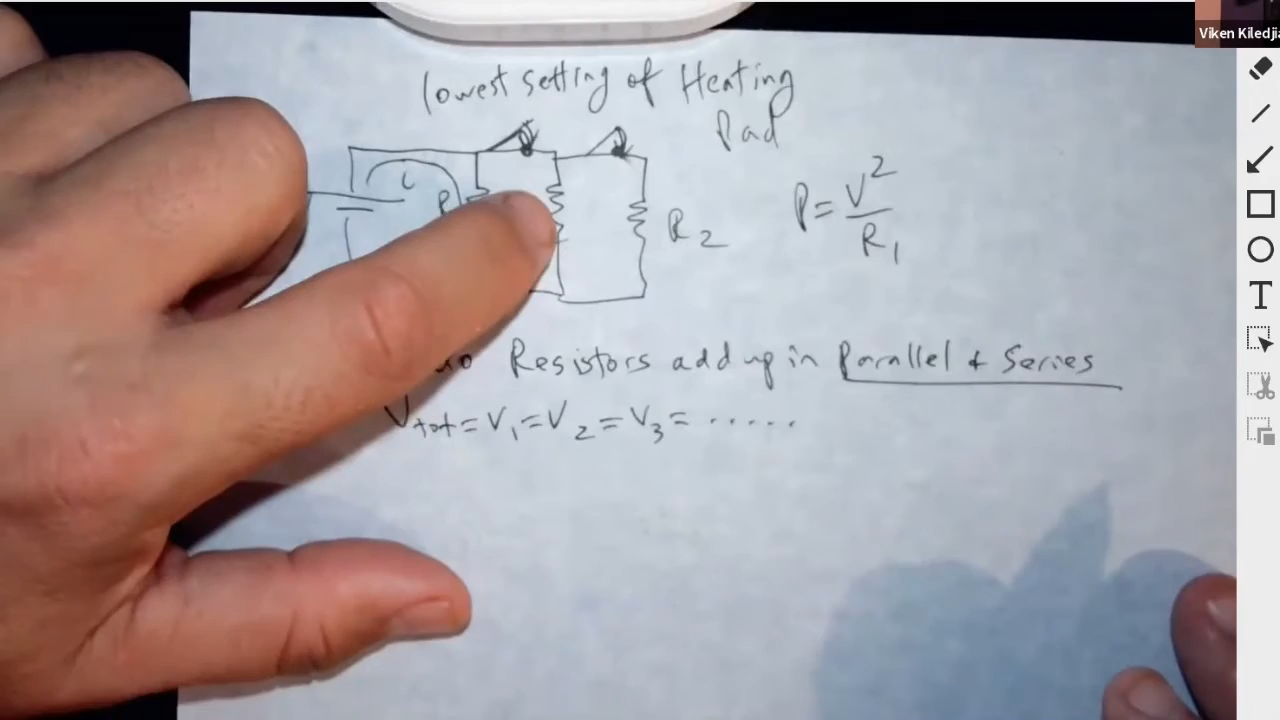 Viken Kiledjia
lowest setting of Heating
Pad
i
R
R2
P = V²/R1
Resistors add up in Parallel & Series
Vtot = V1 = V2 = V3 = .....
T